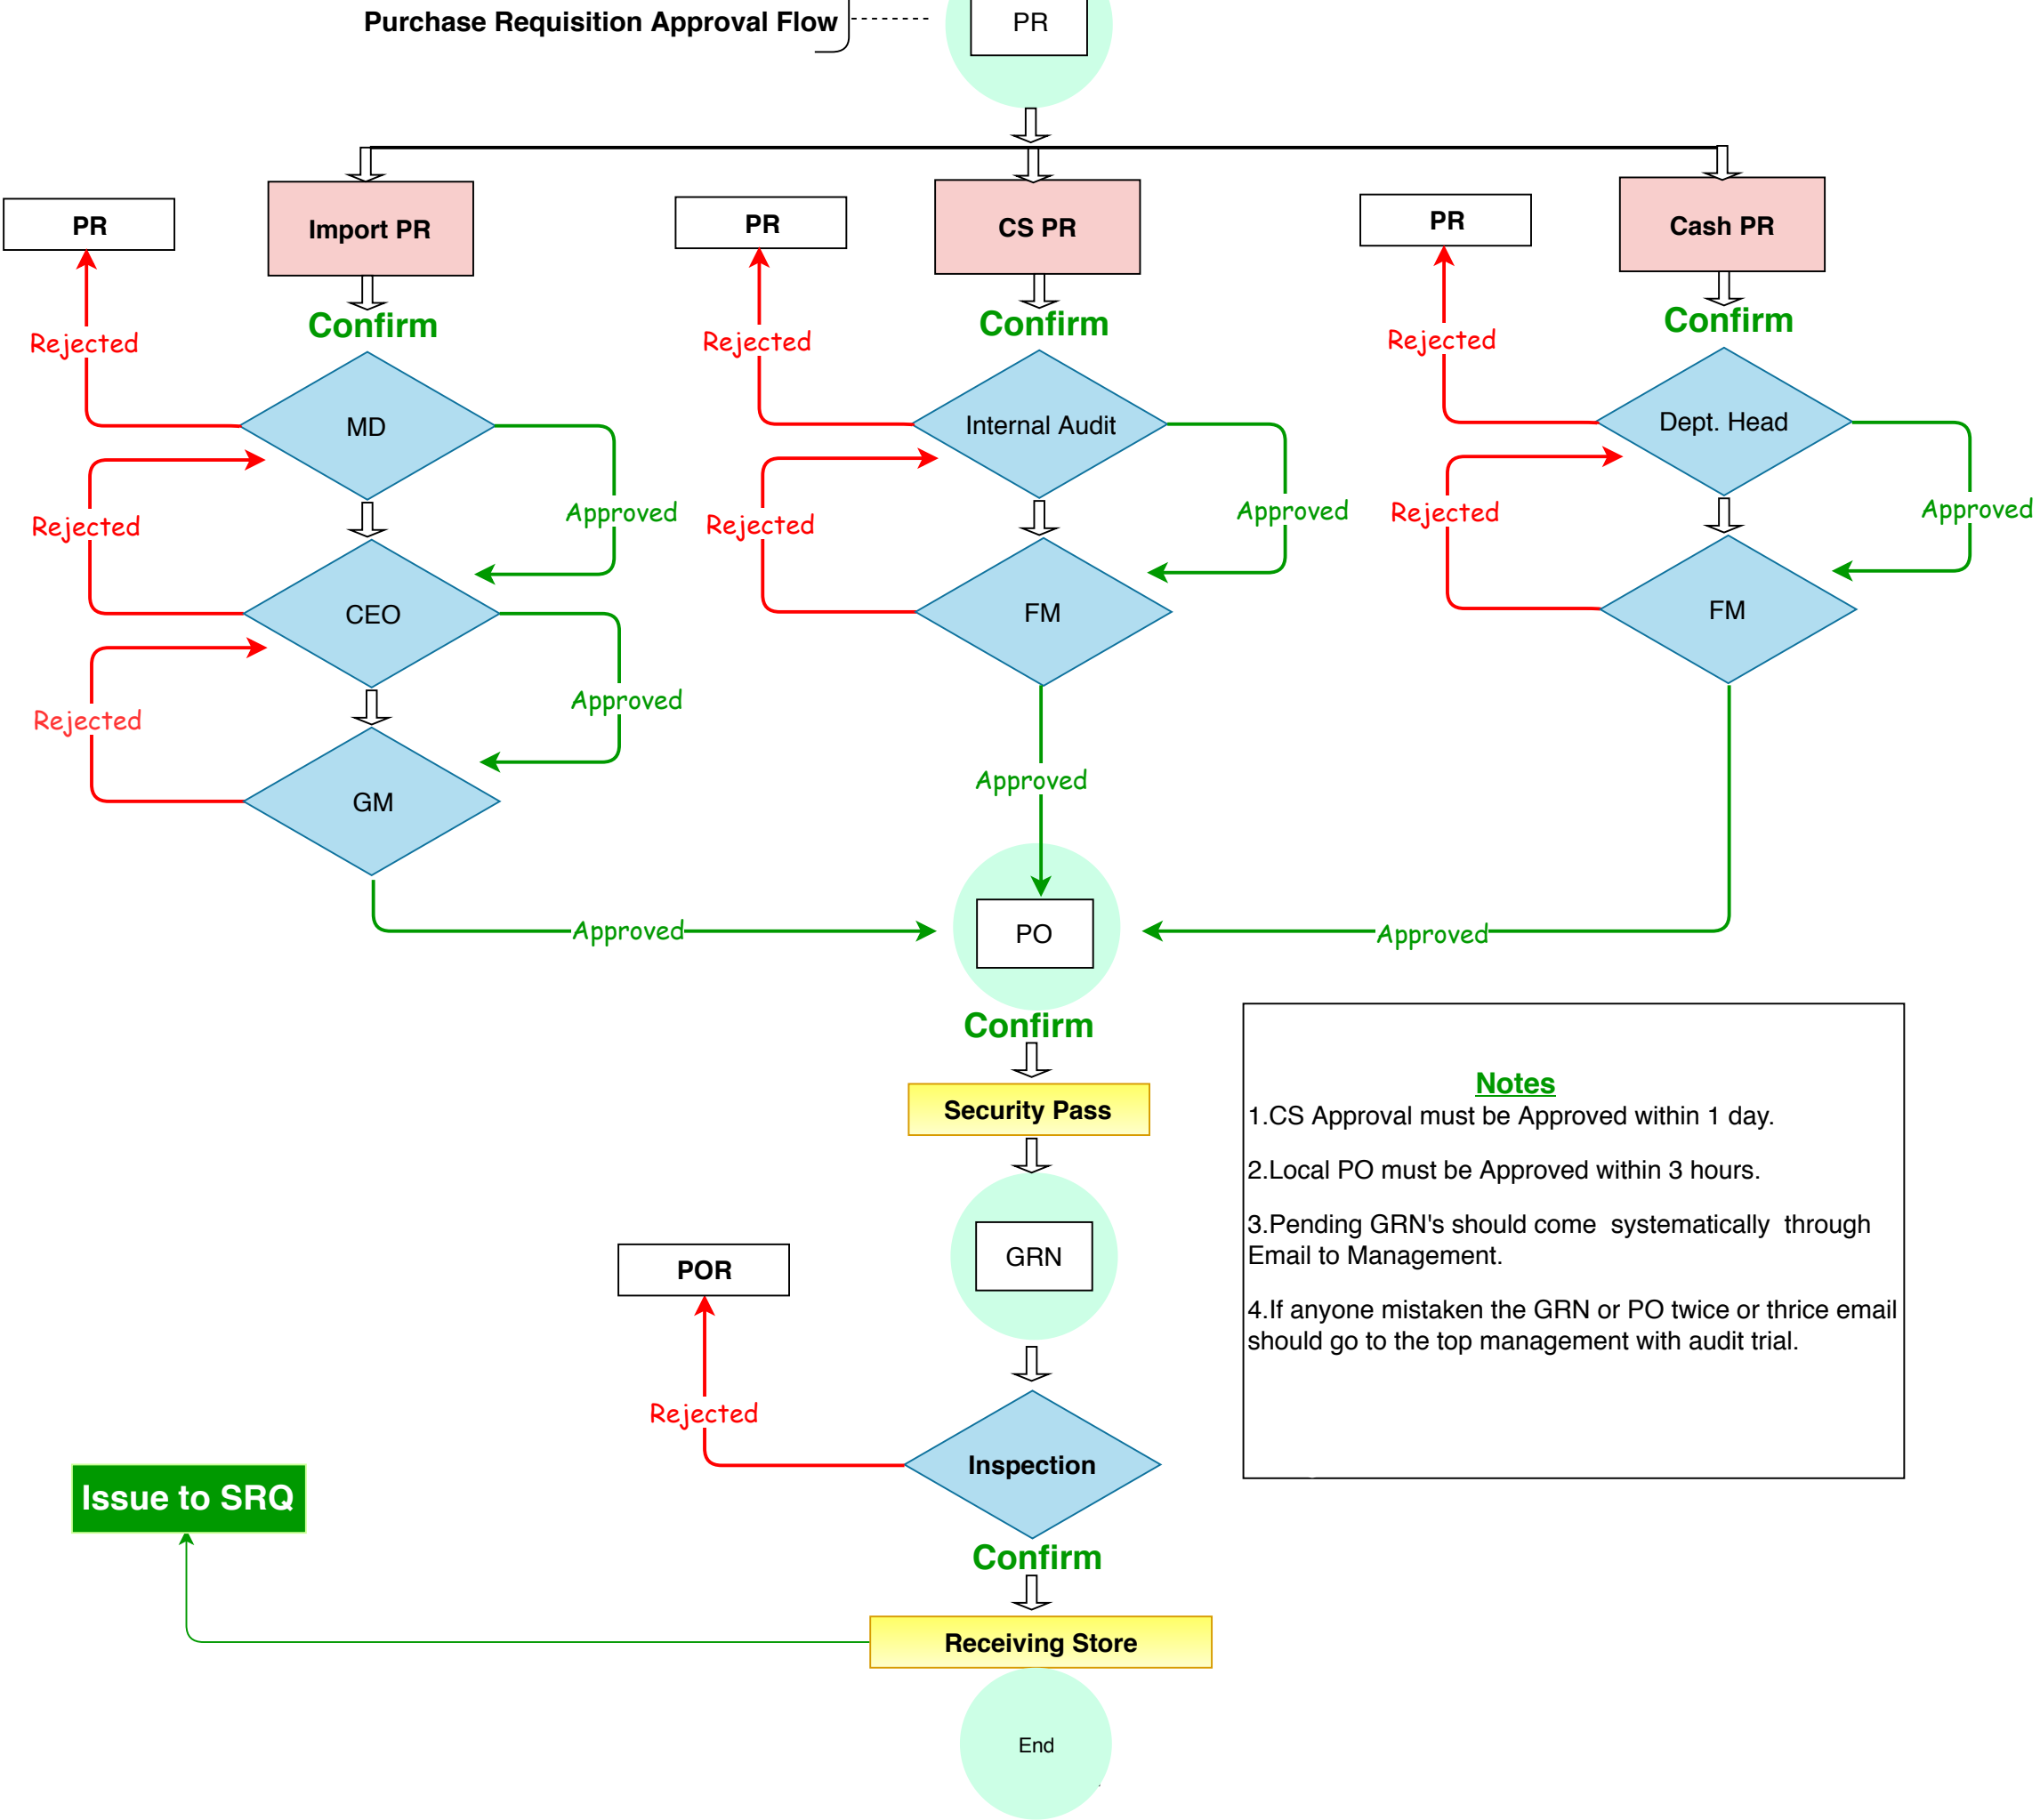 Purchase Requisition Approval Flow
PR
PR
Import PR
PR
CS PR
PR
Cash PR
Confirm
Confirm
Confirm
Rejected
Rejected
Rejected
MD
Internal Audit
Dept. Head
Rejected
Approved
Rejected
Approved
Rejected
Approved
CEO
FM
FM
Rejected
Approved
GM
Approved
Approved
PO
Approved
Confirm
Security Pass
Notes
1.CS Approval must be Approved within 1 day.
2.Local PO must be Approved within 3 hours.
3.Pending GRN's should come  systematically  through
Email to Management.
4.If anyone mistaken the GRN or PO twice or thrice email
should go to the top management with audit trial.
GRN
POR
Rejected
Inspection
Issue to SRQ
Confirm
Receiving Store
End